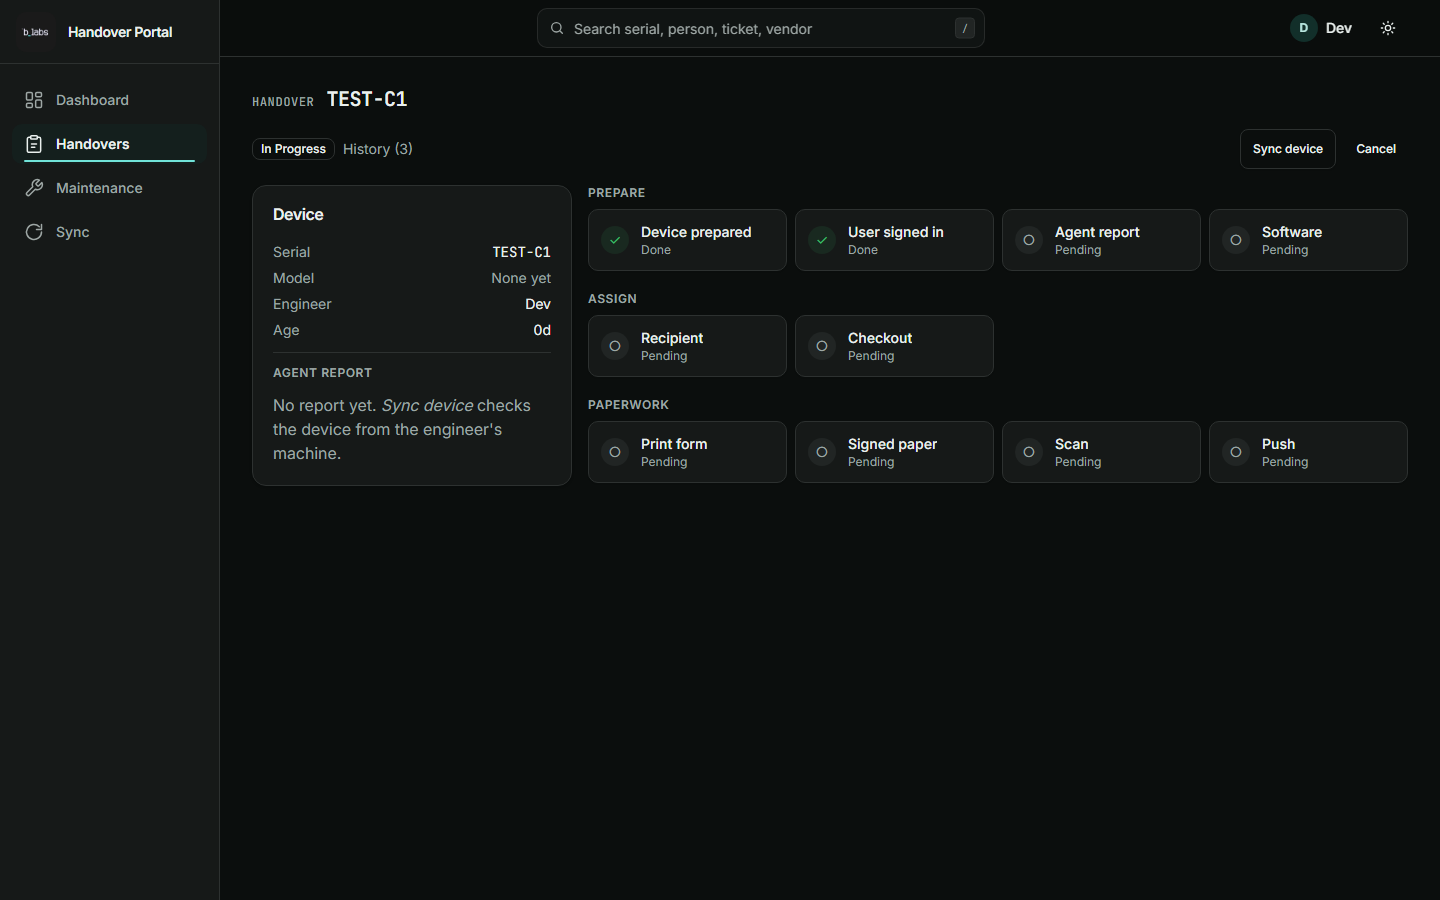 b_labs Handover Portal
Search serial, person, ticket, vendor /
D Dev
Dashboard
Handovers
Maintenance
Sync
HANDOVER TEST-C1
In Progress History (3)
Sync device Cancel
Device
Serial TEST-C1
Model None yet
Engineer Dev
Age 0d
AGENT REPORT
No report yet. Sync device checks
the device from the engineer's
machine.
PREPARE
Device prepared
Done
User signed in
Done
Agent report
Pending
Software
Pending
ASSIGN
Recipient
Pending
Checkout
Pending
PAPERWORK
Print form
Pending
Signed paper
Pending
Scan
Pending
Push
Pending